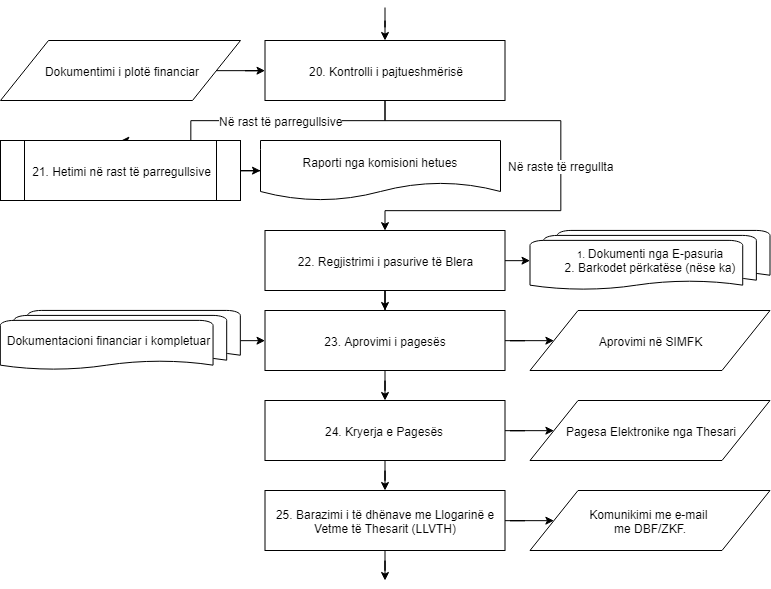 Dokumentimi i plotë financiar
20. Kontrolli i pajtueshmërisë
Në rast të parregullsive
21. Hetimi në rast të parregullsive
Raporti nga komisioni hetues
Në raste të rregullta
22. Regjistrimi i pasurive të Blera
1. Dokumenti nga E-pasuria
2. Barkodet përkatëse (nëse ka)
Dokumentacioni financiar i kompletuar
23. Aprovimi i pagesës
Aprovimi në SIMFK
24. Kryerja e Pagesës
Pagesa Elektronike nga Thesari
25. Barazimi i të dhënave me Llogarinë e
Vetme të Thesarit (LLVTH)
Komunikimi me e-mail
me DBF/ZKF.